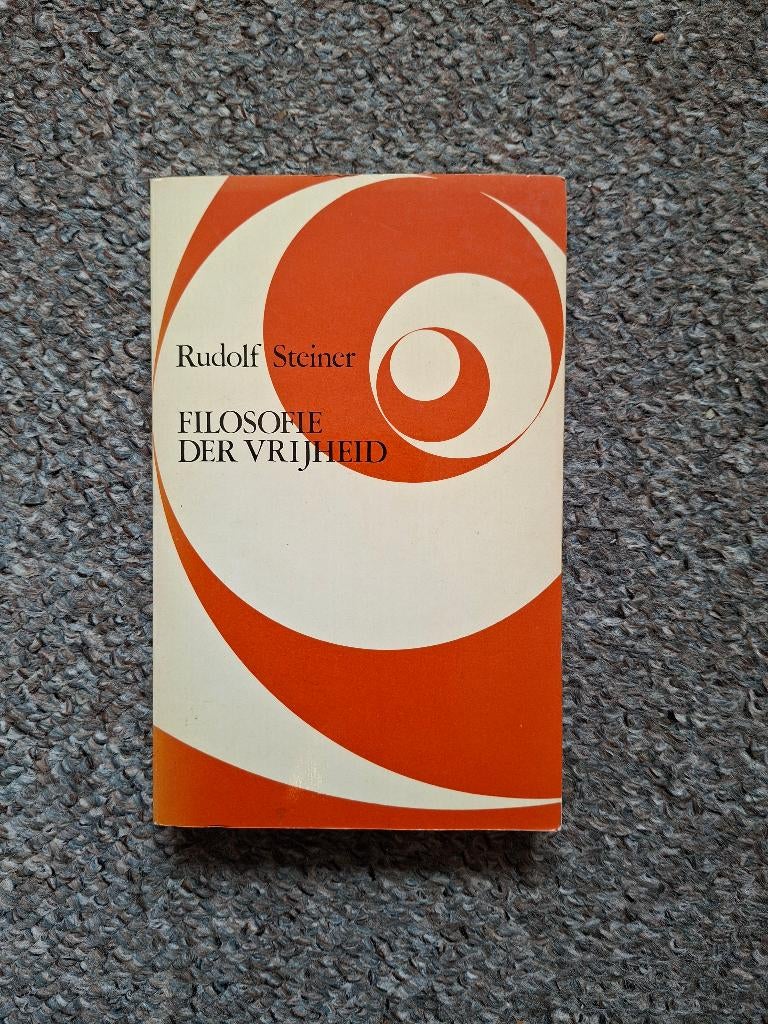 Rudolf Steiner
FILOSOFIE
DER VRIJHEID